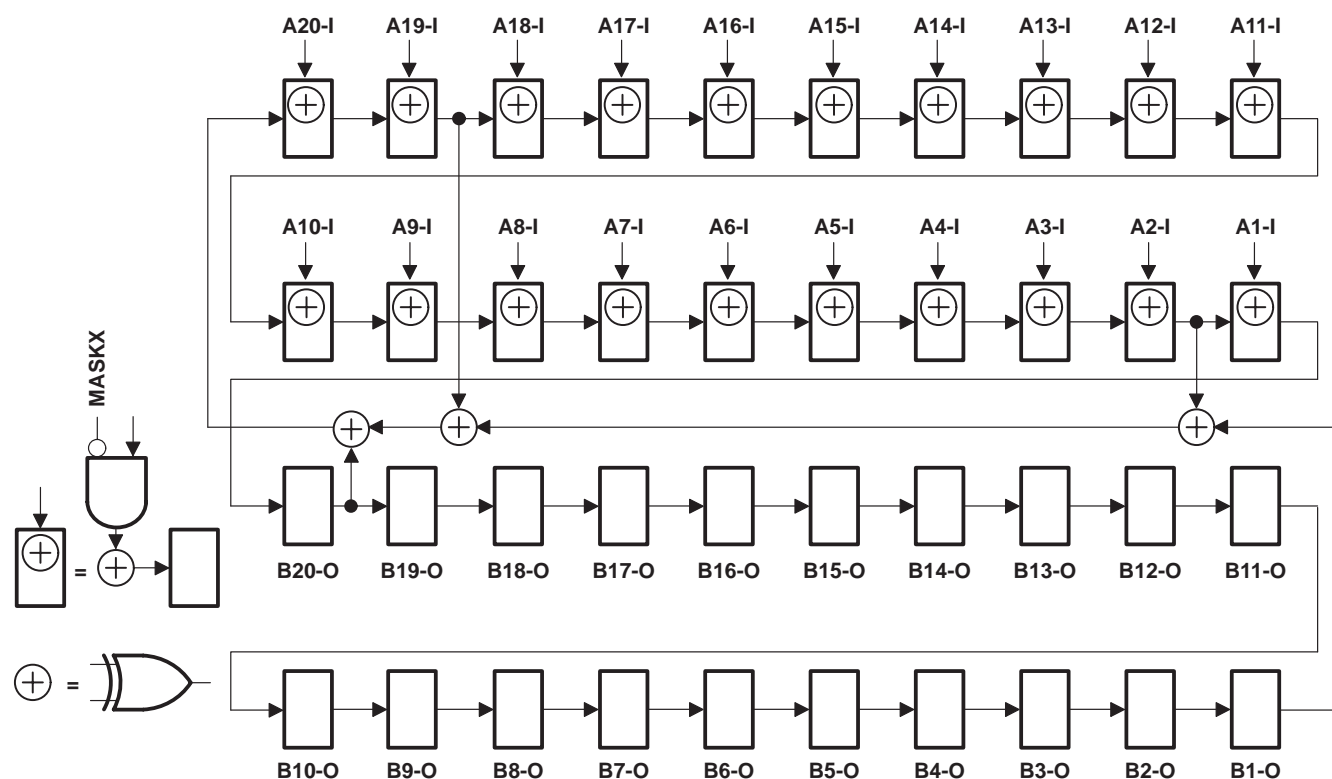 A20-I A19-I A18-I A17-I A16-I A15-I A14-I A13-I A12-I A11-I
A10-I A9-I A8-I A7-I A6-I A5-I A4-I A3-I A2-I A1-I
MASKX
B20-O B19-O B18-O B17-O B16-O B15-O B14-O B13-O B12-O B11-O
=
=
B10-O B9-O B8-O B7-O B6-O B5-O B4-O B3-O B2-O B1-O